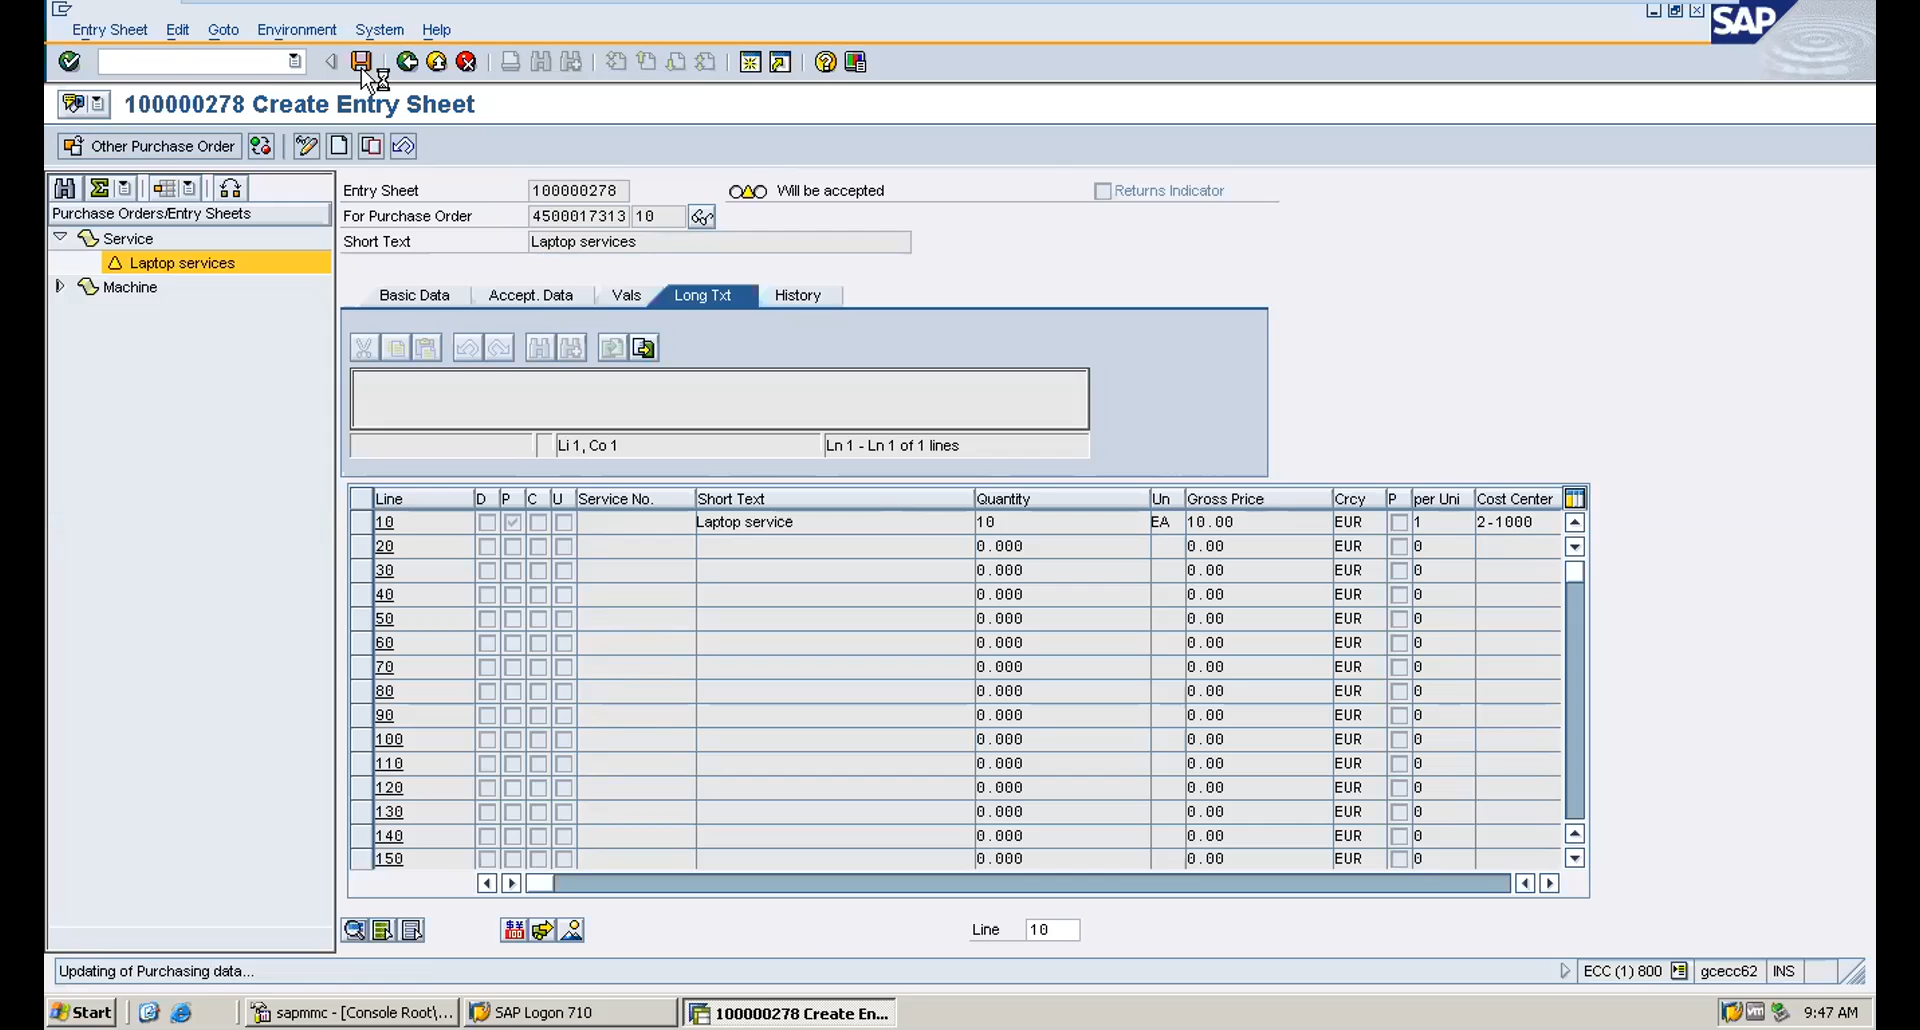 Entry Sheet Edit Goto Environment System Help
SAP
100000278 Create Entry Sheet
Other Purchase Order
Purchase Orders/Entry Sheets
Service
Laptop services
Machine
Entry Sheet 100000278 Will be accepted Returns Indicator
For Purchase Order 4500017313 10
Short Text Laptop services
Basic Data Accept. Data Vals Long Txt History
Li 1, Co 1 Ln 1 - Ln 1 of 1 lines
Line D P C U Service No. Short Text Quantity Un Gross Price Crcy P per Uni Cost Center
10 Laptop service 10 EA 10.00 EUR 1 2-1000
20 0.000 0.00 EUR 0
30 0.000 0.00 EUR 0
40 0.000 0.00 EUR 0
50 0.000 0.00 EUR 0
60 0.000 0.00 EUR 0
70 0.000 0.00 EUR 0
80 0.000 0.00 EUR 0
90 0.000 0.00 EUR 0
100 0.000 0.00 EUR 0
110 0.000 0.00 EUR 0
120 0.000 0.00 EUR 0
130 0.000 0.00 EUR 0
140 0.000 0.00 EUR 0
150 0.000 0.00 EUR 0
Line 10
Updating of Purchasing data... ECC (1) 800 gcecc62 INS
Start sapmmc - [Console Root\... SAP Logon 710 100000278 Create En... 9:47 AM